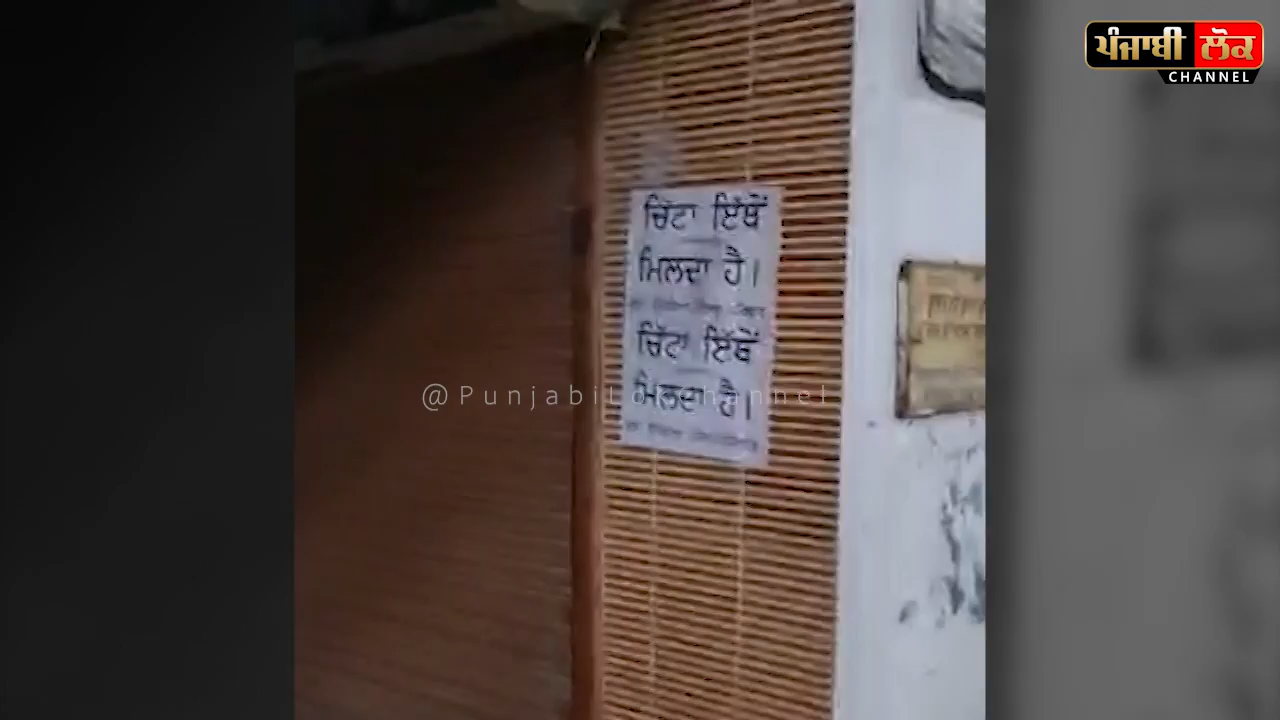 ਪੰਜਾਬੀ ਲੋਕ
CHANNEL
ਚਿੱਟਾ ਇੱਥੋਂ
ਮਿਲਦਾ ਹੈ।
ਚਿੱਟਾ ਇੱਥੋਂ
ਮਿਲਦਾ ਹੈ।
@PunjabiLokChannel